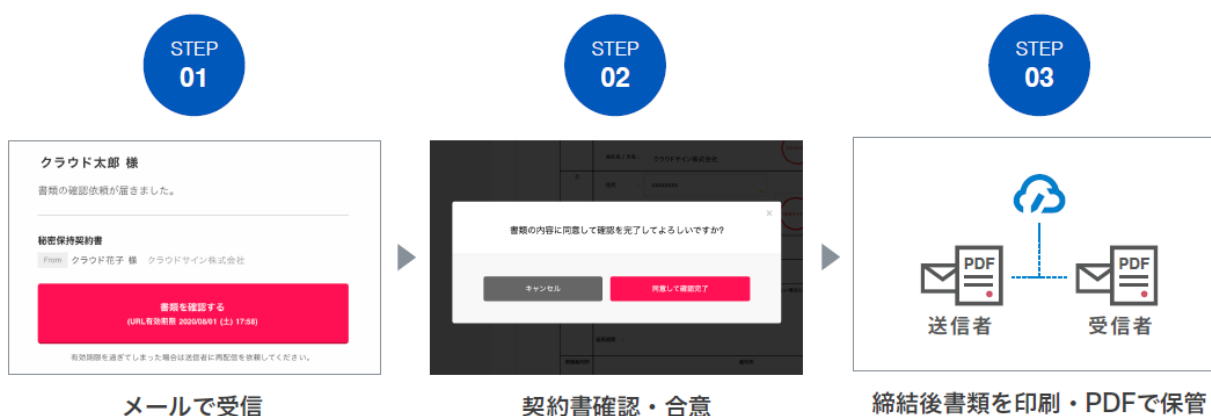 STEP
01
クラウド太郎 様
書類の確認依頼が届きました。
秘密保持契約書
From クラウド花子 様 クラウドサイン株式会社
書類を確認する
(URL有効期限 2020/08/01 (土) 17:58)
有効期限を過ぎてしまった場合は送信者に再配信を依頼してください。
メールで受信
STEP
02
クラウドサイン株式会社
住所 : xxxxxxxx
×
書類の内容に同意して確認を完了してよろしいですか?
キャンセル
同意して確認完了
契約書確認・合意
STEP
03
PDF
PDF
送信者
受信者
締結後書類を印刷・PDFで保管